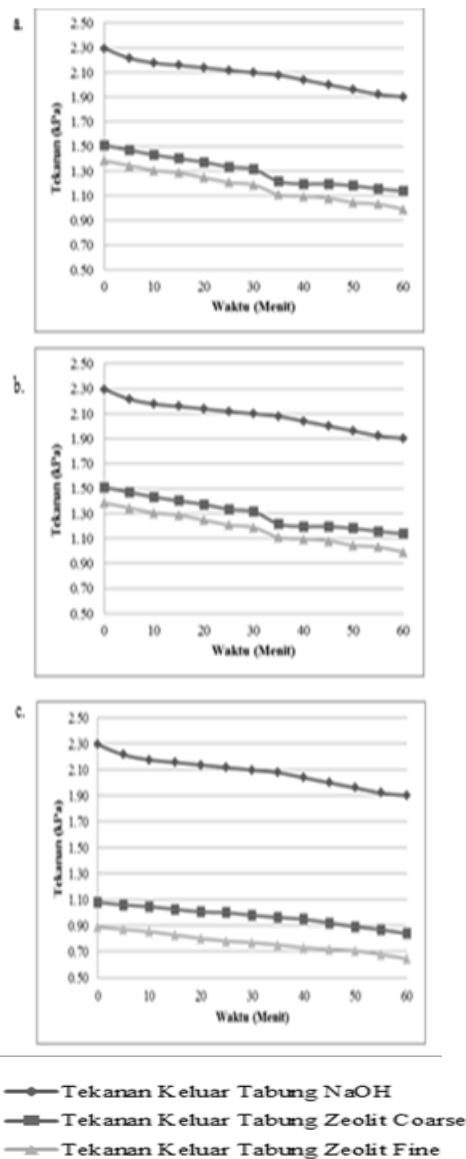 a.
2.50
2.30
2.10
1.90
1.70
1.50
1.30
1.10
0.90
0.70
0.50
Tekanan (kPa)
0 10 20 30 40 50 60
Waktu (Menit)
b.
2.50
2.30
2.10
1.90
1.70
1.50
1.30
1.10
0.90
0.70
0.50
Tekanan (kPa)
0 10 20 30 40 50 60
Waktu (Menit)
c.
2.50
2.30
2.10
1.90
1.70
1.50
1.30
1.10
0.90
0.70
0.50
Tekanan (kPa)
0 10 20 30 40 50 60
Waktu (Menit)
Tekanan Keluar Tabung NaOH
Tekanan Keluar Tabung Zeolit Coarse
Tekanan Keluar Tabung Zeolit Fine